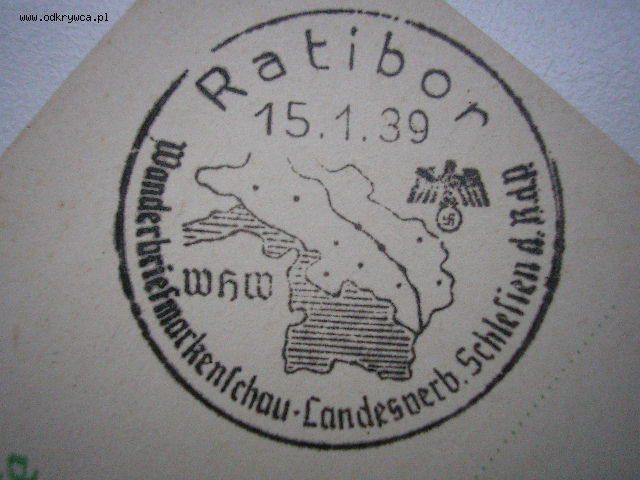 www.odkrywca.pl
Ratibor
15.1.39
WHW
Wanderbriefmarkenschau · Landesverb. Schlesien d. R.d.P.